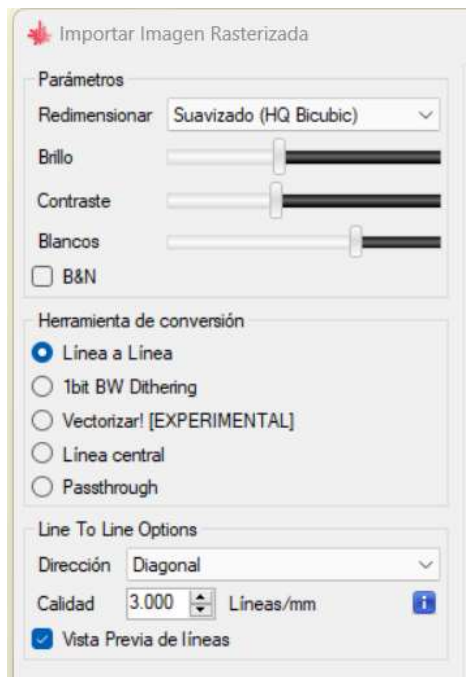 Importar Imagen Rasterizada
Parámetros
Redimensionar Suavizado (HQ Bicubic)
Brillo
Contraste
Blancos
B&N
Herramienta de conversión
Línea a Línea
1bit BW Dithering
Vectorizar! [EXPERIMENTAL]
Línea central
Passthrough
Line To Line Options
Dirección Diagonal
Calidad 3.000 Líneas/mm
Vista Previa de líneas